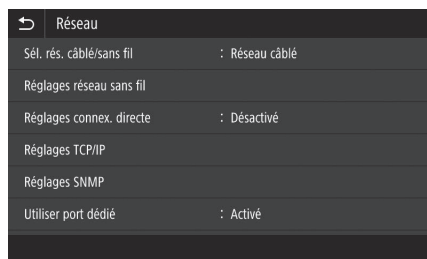 Réseau
Sél. rés. câblé/sans fil : Réseau câblé
Réglages réseau sans fil
Réglages connex. directe : Désactivé
Réglages TCP/IP
Réglages SNMP
Utiliser port dédié : Activé